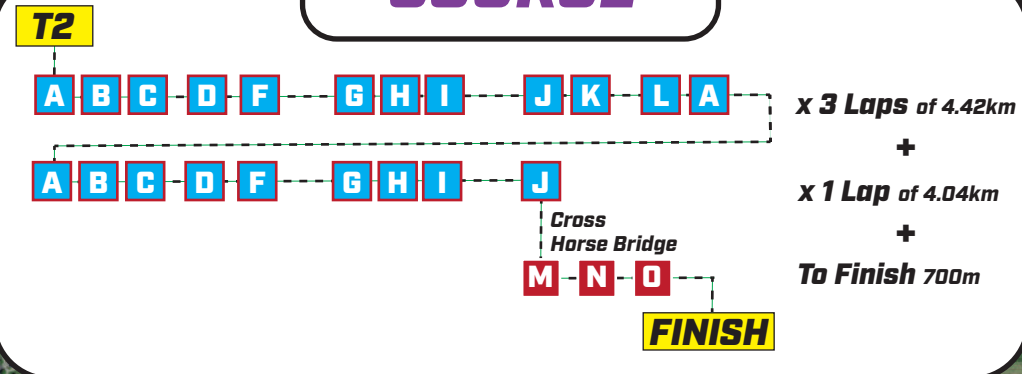 T2
A B C D F G H I J K L A
x 3 Laps of 4.42km
+
A B C D F G H I J
x 1 Lap of 4.04km
Cross
Horse Bridge
+
M N O
To Finish 700m
FINISH